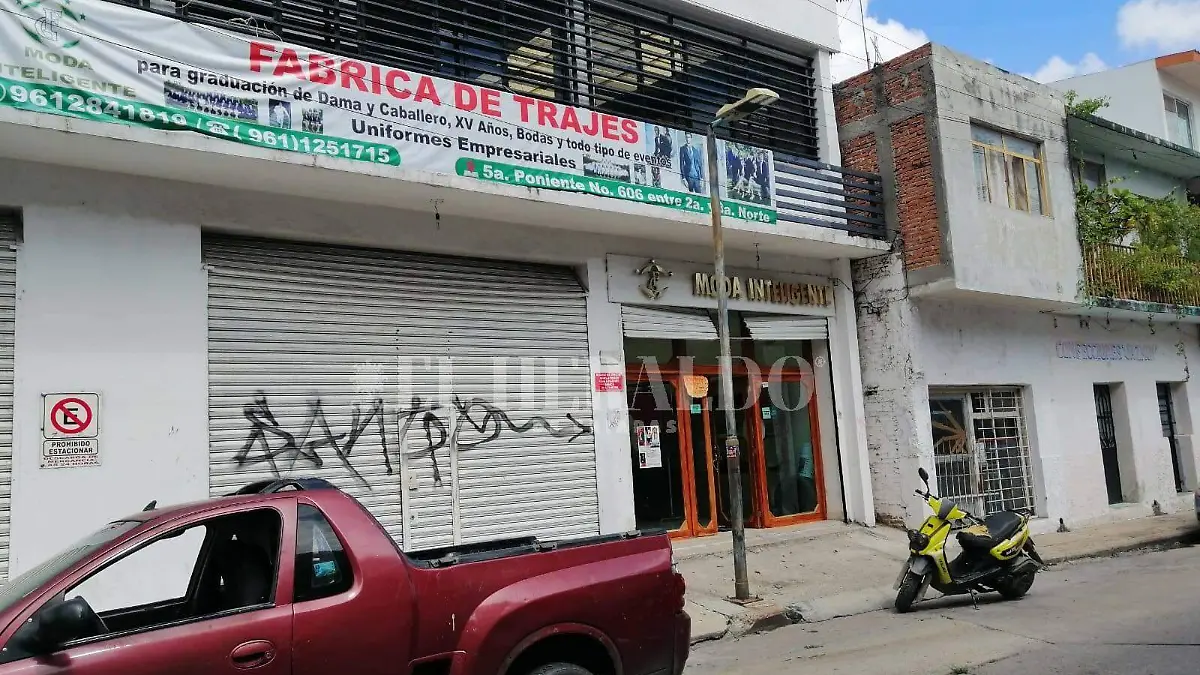 MODA
INTELIGENTE
FABRICA DE TRAJES
para graduación de Dama y Caballero, XV Años, Bodas y todo tipo de eventos
Uniformes Empresariales
9612841819 / (961)1251715
5a. Poniente No. 606 entre 2a. Norte
MODA INTELIGENTE
EL HERALDO
E
PROHIBIDO
ESTACIONAR